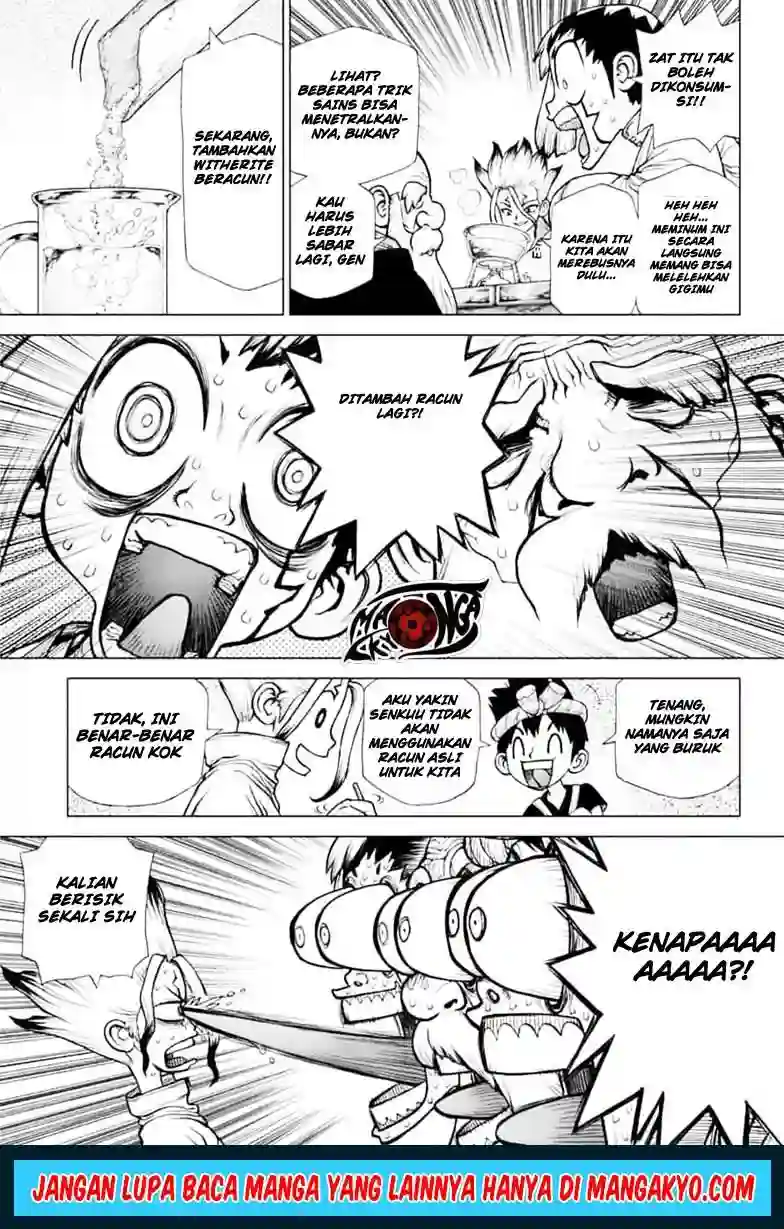 ZAT ITU TAK
BOLEH
DIKONSUM-
SI!!
HEH HEH
HEH...
MEMINUM INI
SECARA
LANGSUNG
MEMANG BISA
MELELEHKAN
GIGIMU
KARENA ITU
KITA AKAN
MEREBUSNYA
DULU...
LIHAT?
BEBERAPA TRIK
SAINS BISA
MENETRALKAN-
NYA, BUKAN?
KAU
HARUS
LEBIH
SABAR
LAGI, GEN
SEKARANG,
TAMBAHKAN
WITHERITE
BERACUN!!
DITAMBAH RACUN
LAGI?!
MANGA
KYO
TENANG,
MUNGKIN
NAMANYA SAJA
YANG BURUK
AKU YAKIN
SENKUU TIDAK
AKAN
MENGGUNAKAN
RACUN ASLI
UNTUK KITA
TIDAK, INI
BENAR-BENAR
RACUN KOK
KENAPAAAA
AAAAA?!
KALIAN
BERISIK
SEKALI SIH
JANGAN LUPA BACA MANGA YANG LAINNYA HANYA DI MANGAKYO.COM